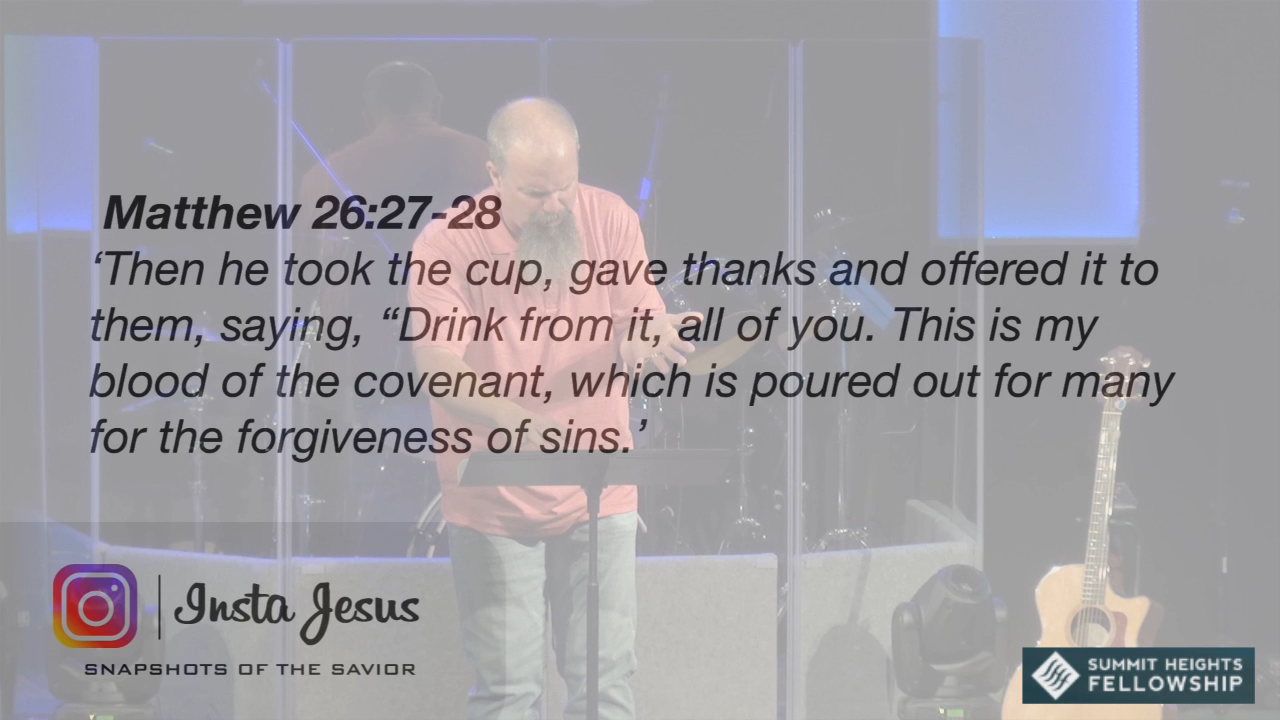 Matthew 26:27-28
‘Then he took the cup, gave thanks and offered it to
them, saying, “Drink from it, all of you. This is my
blood of the covenant, which is poured out for many
for the forgiveness of sins.’
Insta Jesus
SNAPSHOTS OF THE SAVIOR
SUMMIT HEIGHTS
FELLOWSHIP